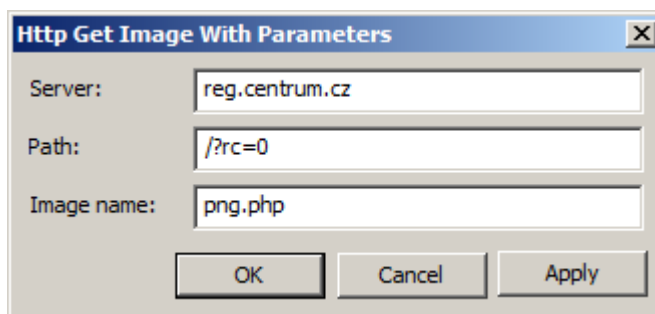 Http Get Image With Parameters
Server: reg.centrum.cz
Path: /?rc=0
Image name: png.php
OK Cancel Apply